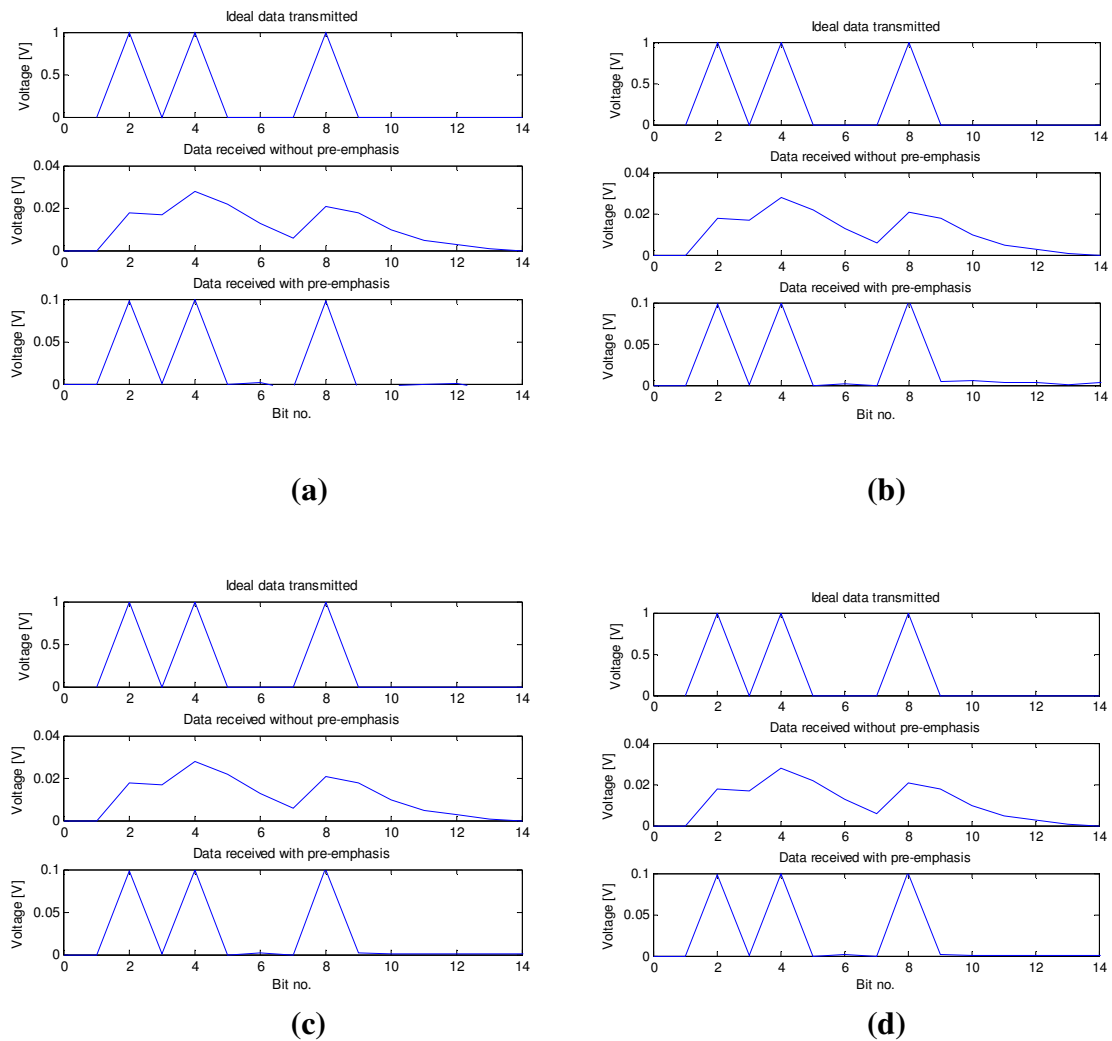 Ideal data transmitted
Voltage [V]
1
0.5
0
0 2 4 6 8 10 12 14
Data received without pre-emphasis
Voltage [V]
0.04
0.02
0
0 2 4 6 8 10 12 14
Data received with pre-emphasis
Voltage [V]
0.1
0.05
0
0 2 4 6 8 10 12 14
Bit no.
(a)
Ideal data transmitted
Voltage [V]
1
0.5
0
0 2 4 6 8 10 12 14
Data received without pre-emphasis
Voltage [V]
0.04
0.02
0
0 2 4 6 8 10 12 14
Data received with pre-emphasis
Voltage [V]
0.1
0.05
0
0 2 4 6 8 10 12 14
Bit no.
(b)
Ideal data transmitted
Voltage [V]
1
0.5
0
0 2 4 6 8 10 12 14
Data received without pre-emphasis
Voltage [V]
0.04
0.02
0
0 2 4 6 8 10 12 14
Data received with pre-emphasis
Voltage [V]
0.1
0.05
0
0 2 4 6 8 10 12 14
Bit no.
(c)
Ideal data transmitted
Voltage [V]
1
0.5
0
0 2 4 6 8 10 12 14
Data received without pre-emphasis
Voltage [V]
0.04
0.02
0
0 2 4 6 8 10 12 14
Data received with pre-emphasis
Voltage [V]
0.1
0.05
0
0 2 4 6 8 10 12 14
Bit no.
(d)